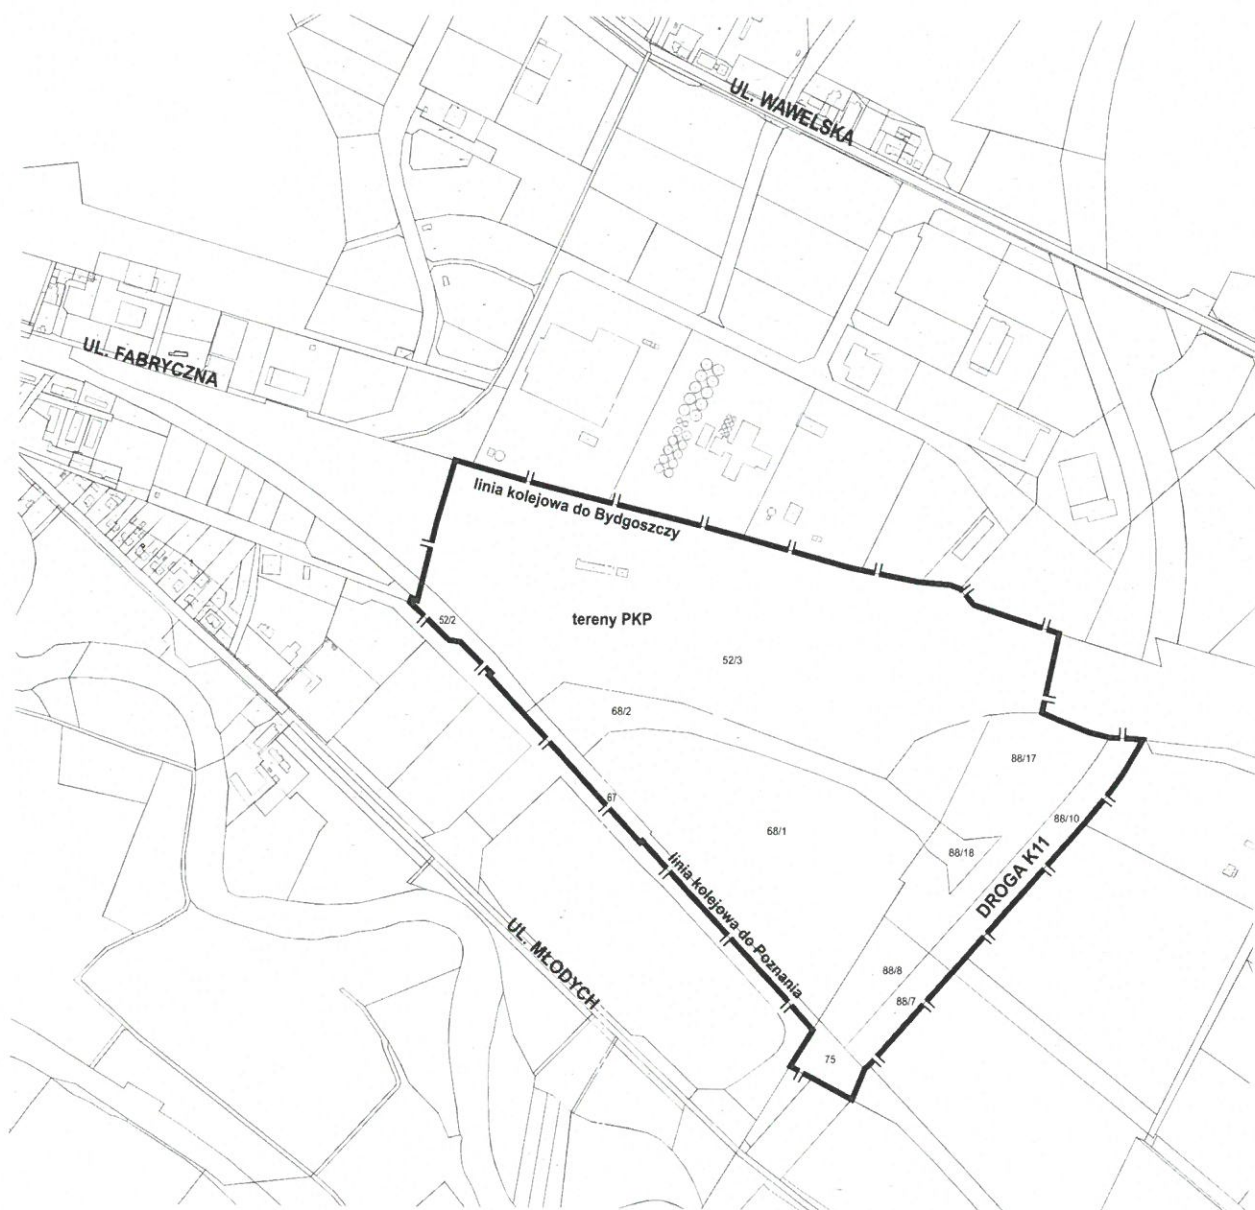 UL. WAWELSKA
UL. FABRYCZNA
linia kolejowa do Bydgoszczy
52/2
tereny PKP
52/3
68/2
88/17
67
68/1
88/10
88/18
DROGA K11
linia kolejowa do Poznania
UL. MŁODYCH
88/8
88/7
75